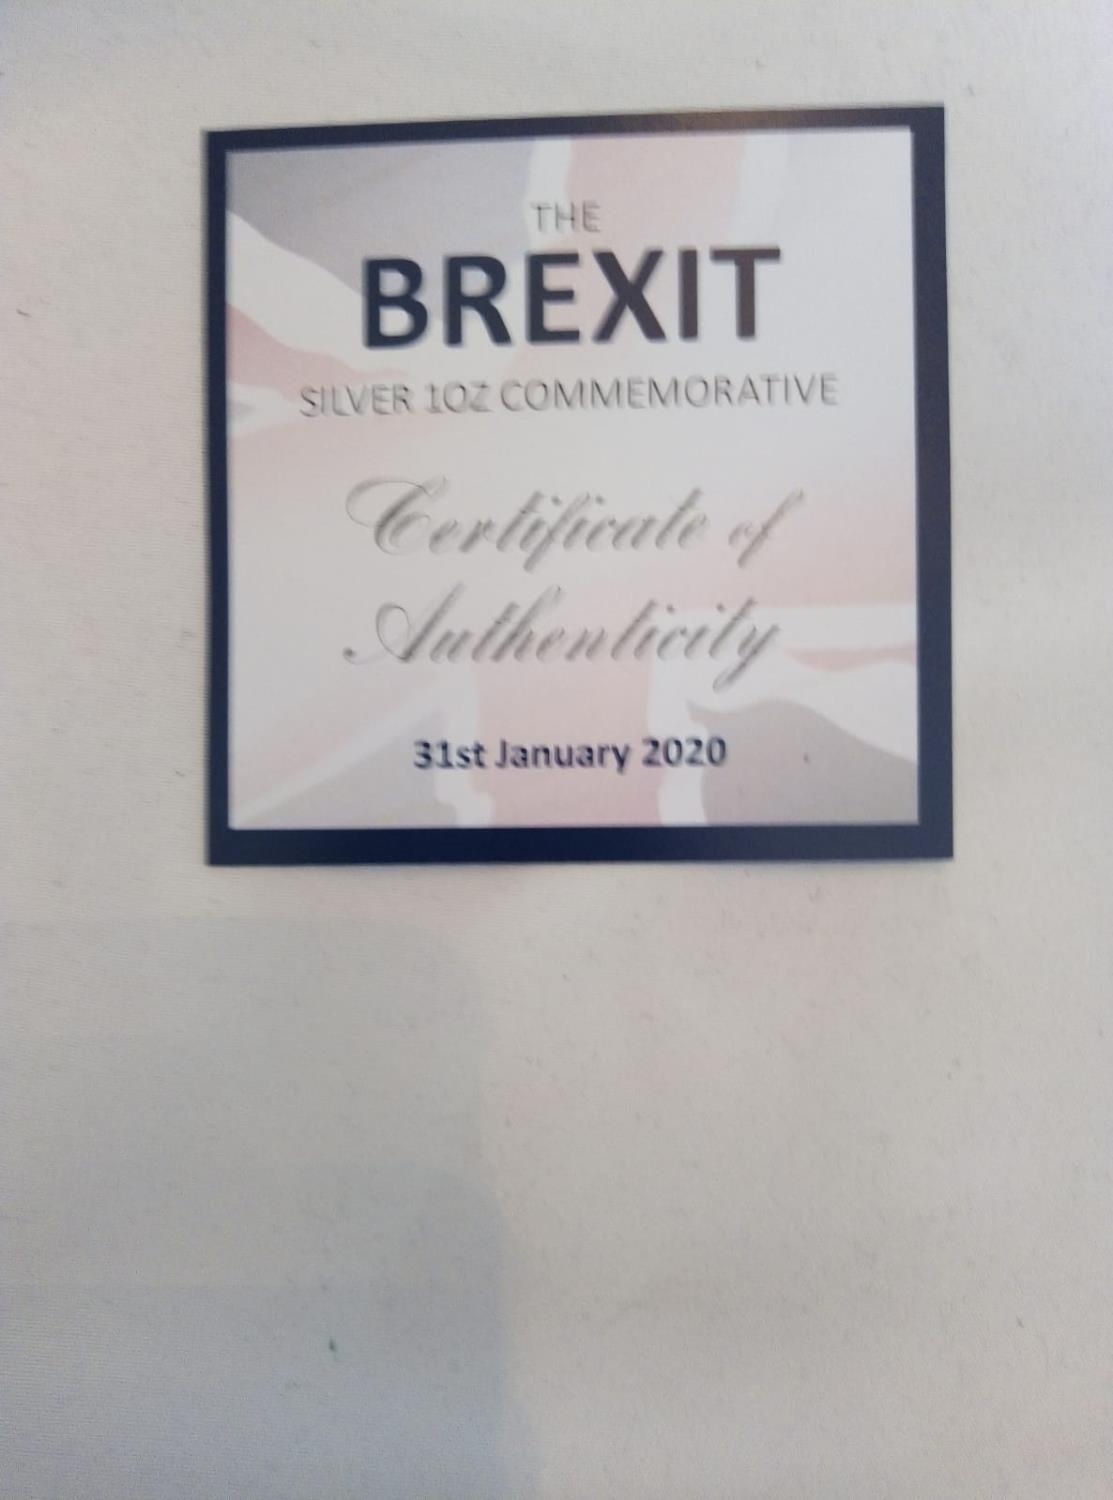 THE
BREXIT
SILVER 1OZ COMMEMORATIVE
Certificate of
Authenticity
31st January 2020